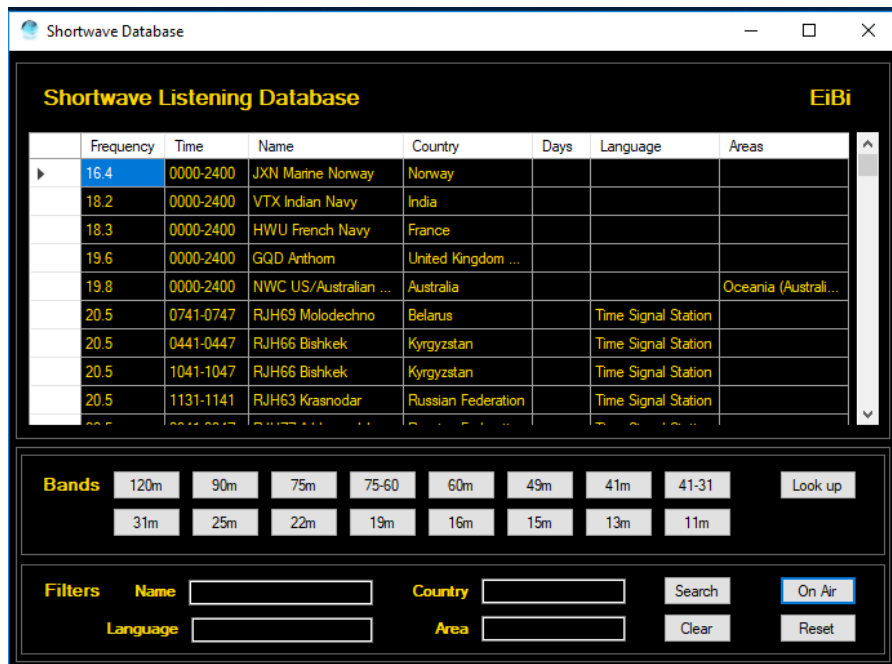 Shortwave Database
Shortwave Listening Database EiBi
Frequency Time Name Country Days Language Areas
16.4 0000-2400 JXN Marine Norway Norway
18.2 0000-2400 VTX Indian Navy India
18.3 0000-2400 HWU French Navy France
19.6 0000-2400 GQD Anthorn United Kingdom ...
19.8 0000-2400 NWC US/Australian ... Australia Oceania (Australi...
20.5 0741-0747 RJH69 Molodechno Belarus Time Signal Station
20.5 0441-0447 RJH66 Bishkek Kyrgyzstan Time Signal Station
20.5 1041-1047 RJH66 Bishkek Kyrgyzstan Time Signal Station
20.5 1131-1141 RJH63 Krasnodar Russian Federation Time Signal Station
Bands 120m 90m 75m 75-60 60m 49m 41m 41-31 Look up
31m 25m 22m 19m 16m 15m 13m 11m
Filters Name Country Search On Air
Language Area Clear Reset